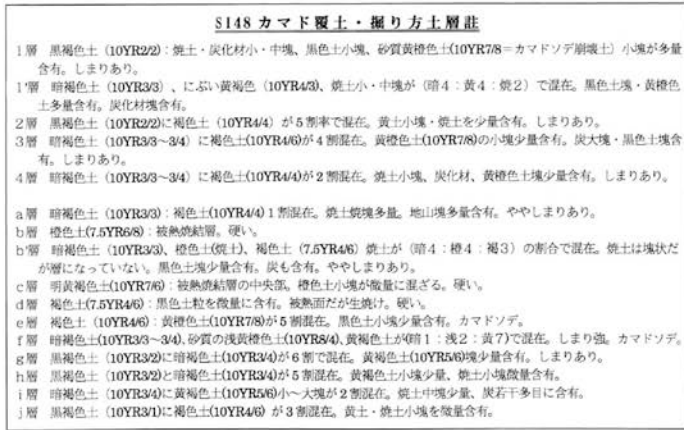 SI48 カマド覆土・掘り方土層註
1層 黒褐色土（10YR2/2）：焼土・炭化材小・中塊、黒色土小塊、砂質黄橙色土(10YR7/8＝カマドソデ崩壊土）小塊が多量
含有。しまりあり。
1'層 暗褐色土（10YR3/3）、にぶい黄褐色（10YR4/3）、焼土小・中塊が（暗4：黄4：焼2）で混在。黒色土塊・黄橙色
土多量含有。炭化材塊含有。
2層 黒褐色土(10YR2/2)に褐色土（10YR4/4）が5割率で混在。黄土小塊・焼土を少量含有。しまりあり。
3層 暗褐色土（10YR3/3～3/4）に褐色土(10YR4/6)が4割混在。黄橙色土(10YR7/8)の小塊少量含有。炭大塊・黒色土塊含
有。しまりあり。
4層 暗褐色土（10YR3/3～3/4）に褐色土(10YR4/4)が2割混在。焼土小塊、炭化材、黄橙色土塊少量含有。しまりあり。
a層 暗褐色土（10YR3/3)：褐色土(10YR4/4)1割混在。焼土焼塊多量。地山塊多量含有。ややしまりあり。
b層 橙色土(7.5YR6/8)：被熱焼結層。硬い。
b'層 暗褐色土（10YR3/3)、橙色土(焼土)、褐色土（7.5YR4/6）焼土が（暗4：橙4：褐3）の割合で混在。焼土は塊状だ
が層になっていない。黒色土塊少量含有。炭も含有。ややしまりあり。
c層 明黄褐色土(10YR7/6)：被熱焼結層の中央部。橙色土小塊が微量に混ざる。硬い。
d層 褐色土(7.5YR4/6)：黒色土粒を微量に含有。被熱面だが生焼け。硬い。
e層 褐色土（10YR4/6)：黄橙色土(10YR7/8)が5割混在。黒色土小塊少量含有。カマドソデ。
f層 暗褐色土(10YR3/3～3/4)、砂質の浅黄橙色土(10YR8/4)、黄褐色土が(暗1：浅2：黄7)で混在。しまり強。カマドソデ。
g層 黒褐色土(10YR3/2)に暗褐色土(10YR3/4)が6割で混在。黄褐色土(10YR5/6)塊少量含有。しまりあり。
h層 黒褐色土（10YR3/2)と暗褐色土(10YR3/4)が5割混在。黄褐色土小塊少量、焼土小塊微量含有。
i層 暗褐色土(10YR3/4)に黄褐色土(10YR5/6)小～大塊が2割混在。焼土中塊少量、炭若干多目に含有。
j層 黒褐色土（10YR3/1)に褐色土(10YR4/6）が3割混在。黄土・焼土小塊を微量含有。